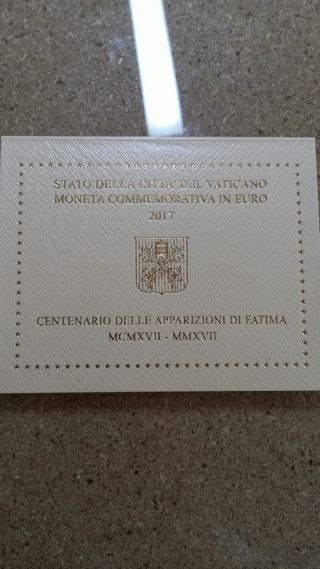 STATO DELLA CITTA' DEL VATICANO
MONETA COMMEMORATIVA IN EURO
2017
CENTENARIO DELLE APPARIZIONI DI FATIMA
MCMXVII - MMXVII